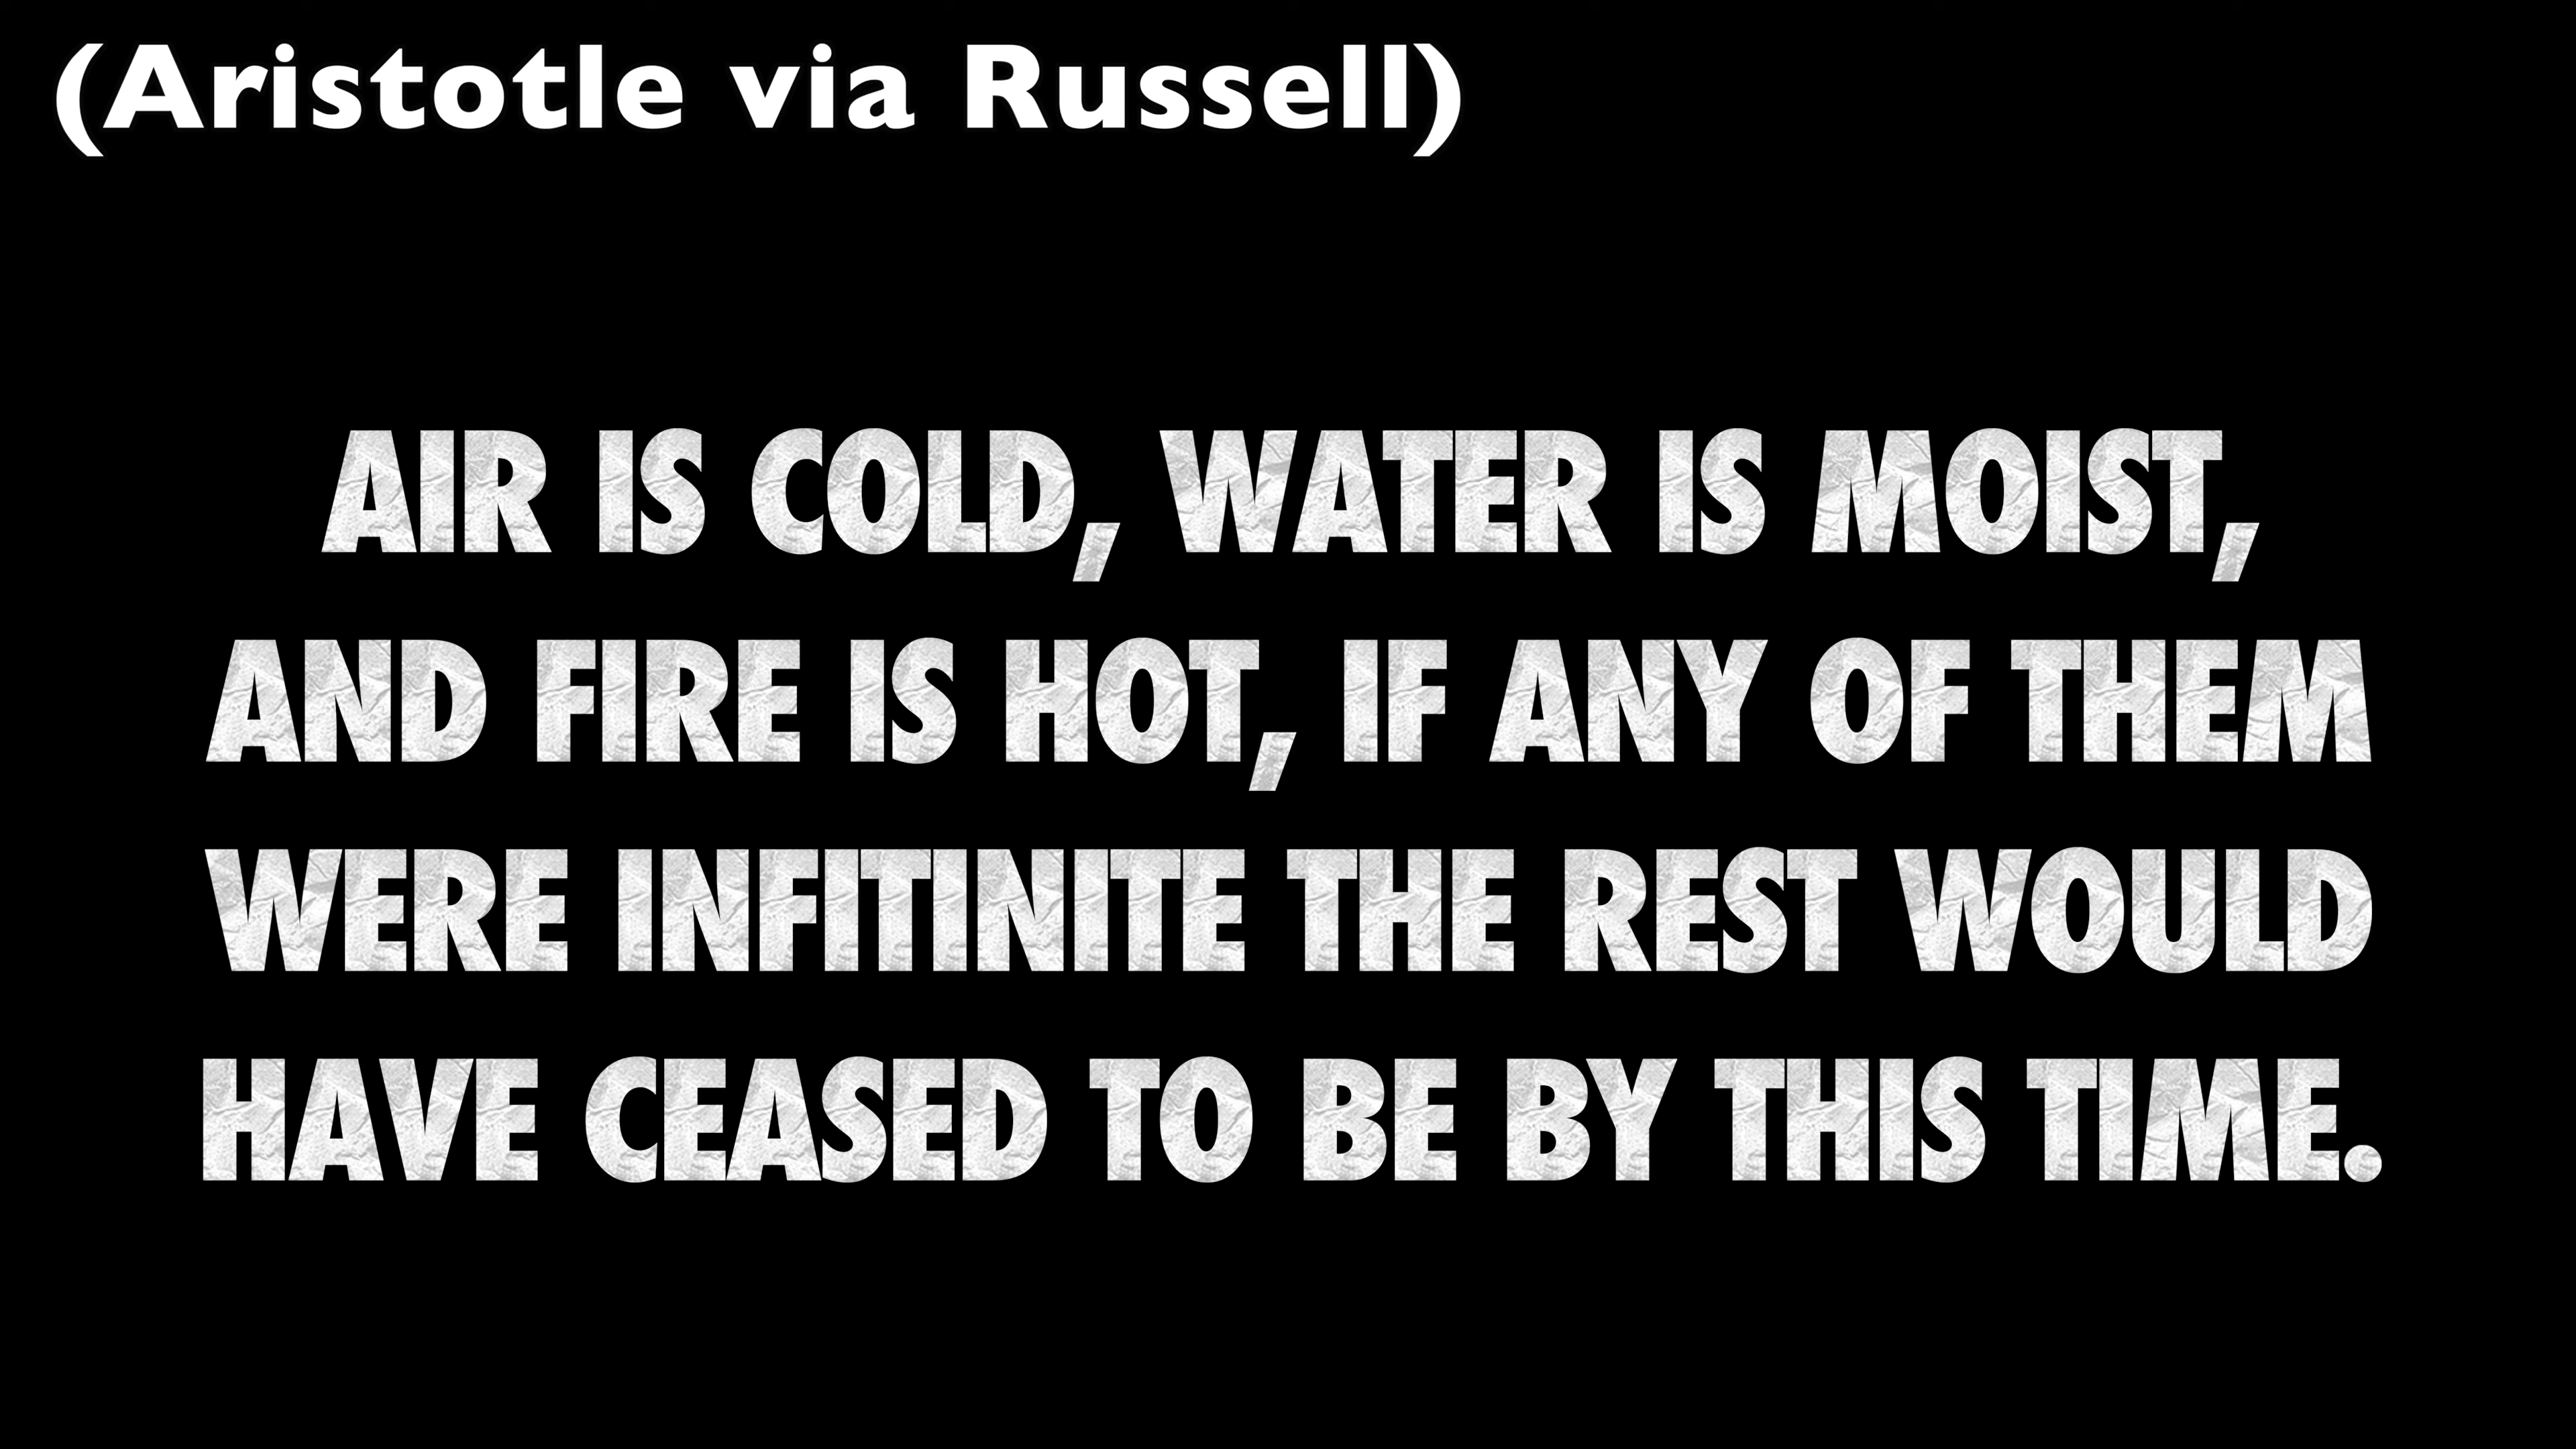 (Aristotle via Russell)
AIR IS COLD, WATER IS MOIST,
AND FIRE IS HOT, IF ANY OF THEM
WERE INFITINITE THE REST WOULD
HAVE CEASED TO BE BY THIS TIME.